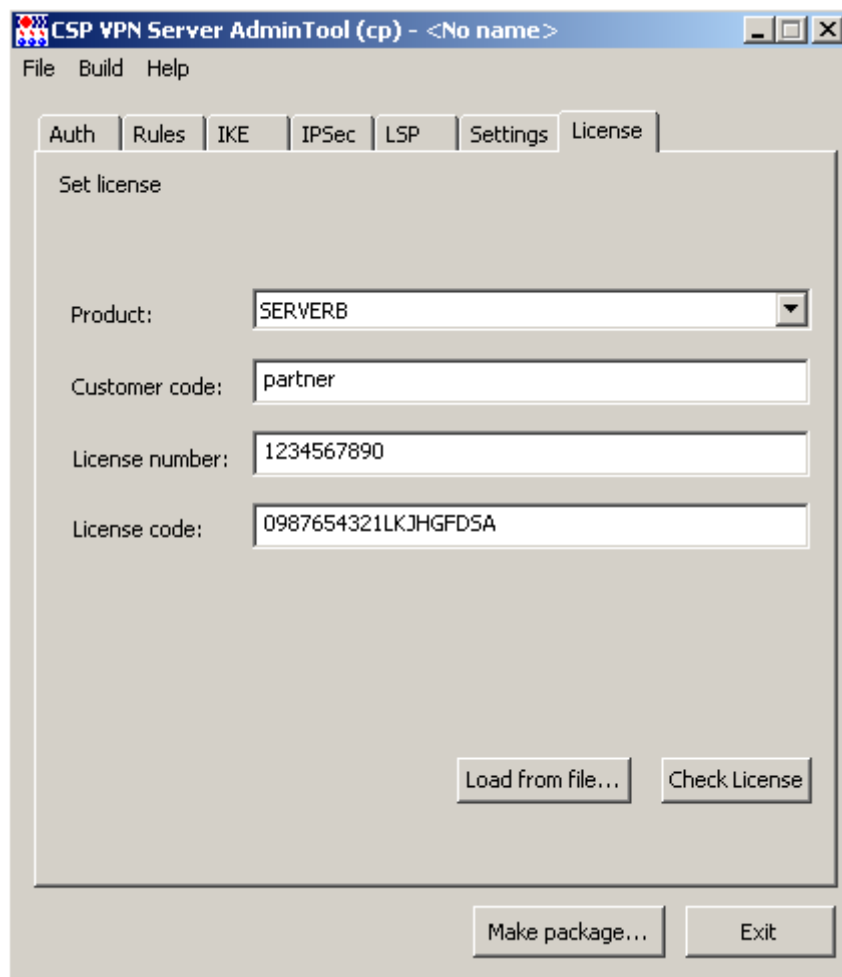 CSP VPN Server AdminTool (cp) - <No name>
File Build Help
Auth Rules IKE IPSec LSP Settings License
Set license
Product: SERVERB
Customer code: partner
License number: 1234567890
License code: 0987654321LKJHGFDSA
Load from file... Check License
Make package... Exit